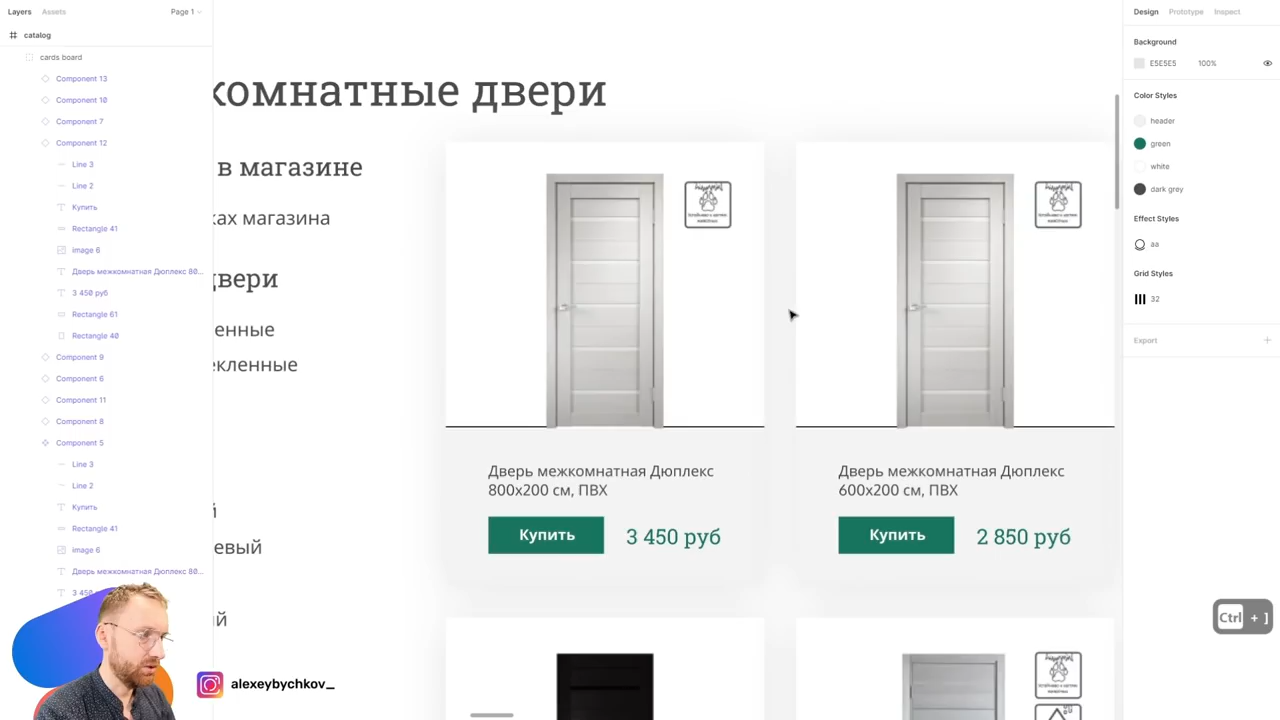 Layers
Assets
Page 1
catalog
cards board
Component 13
Component 10
Component 7
Component 12
Line 3
Line 2
Купить
Rectangle 41
image 6
Дверь межкомнатная Дюплекс 80...
3 450 руб
Rectangle 61
Rectangle 40
Component 9
Component 6
Component 11
Component 8
Component 5
Line 3
Line 2
Купить
Rectangle 41
image 6
Дверь межкомнатная Дюплекс 80...
3 450
alexeybychkov_
комнатные двери
в магазине
ках магазина
двери
енные
екленные
й
евый
ий
Дверь межкомнатная Дюплекс
800х200 см, ПВХ
Купить
3 450 руб
Дверь межкомнатная Дюплекс
600х200 см, ПВХ
Купить
2 850 руб
Design
Prototype
Inspect
Background
E5E5E5
100%
Color Styles
header
green
white
dark grey
Effect Styles
aa
Grid Styles
32
Export
Ctrl + ]